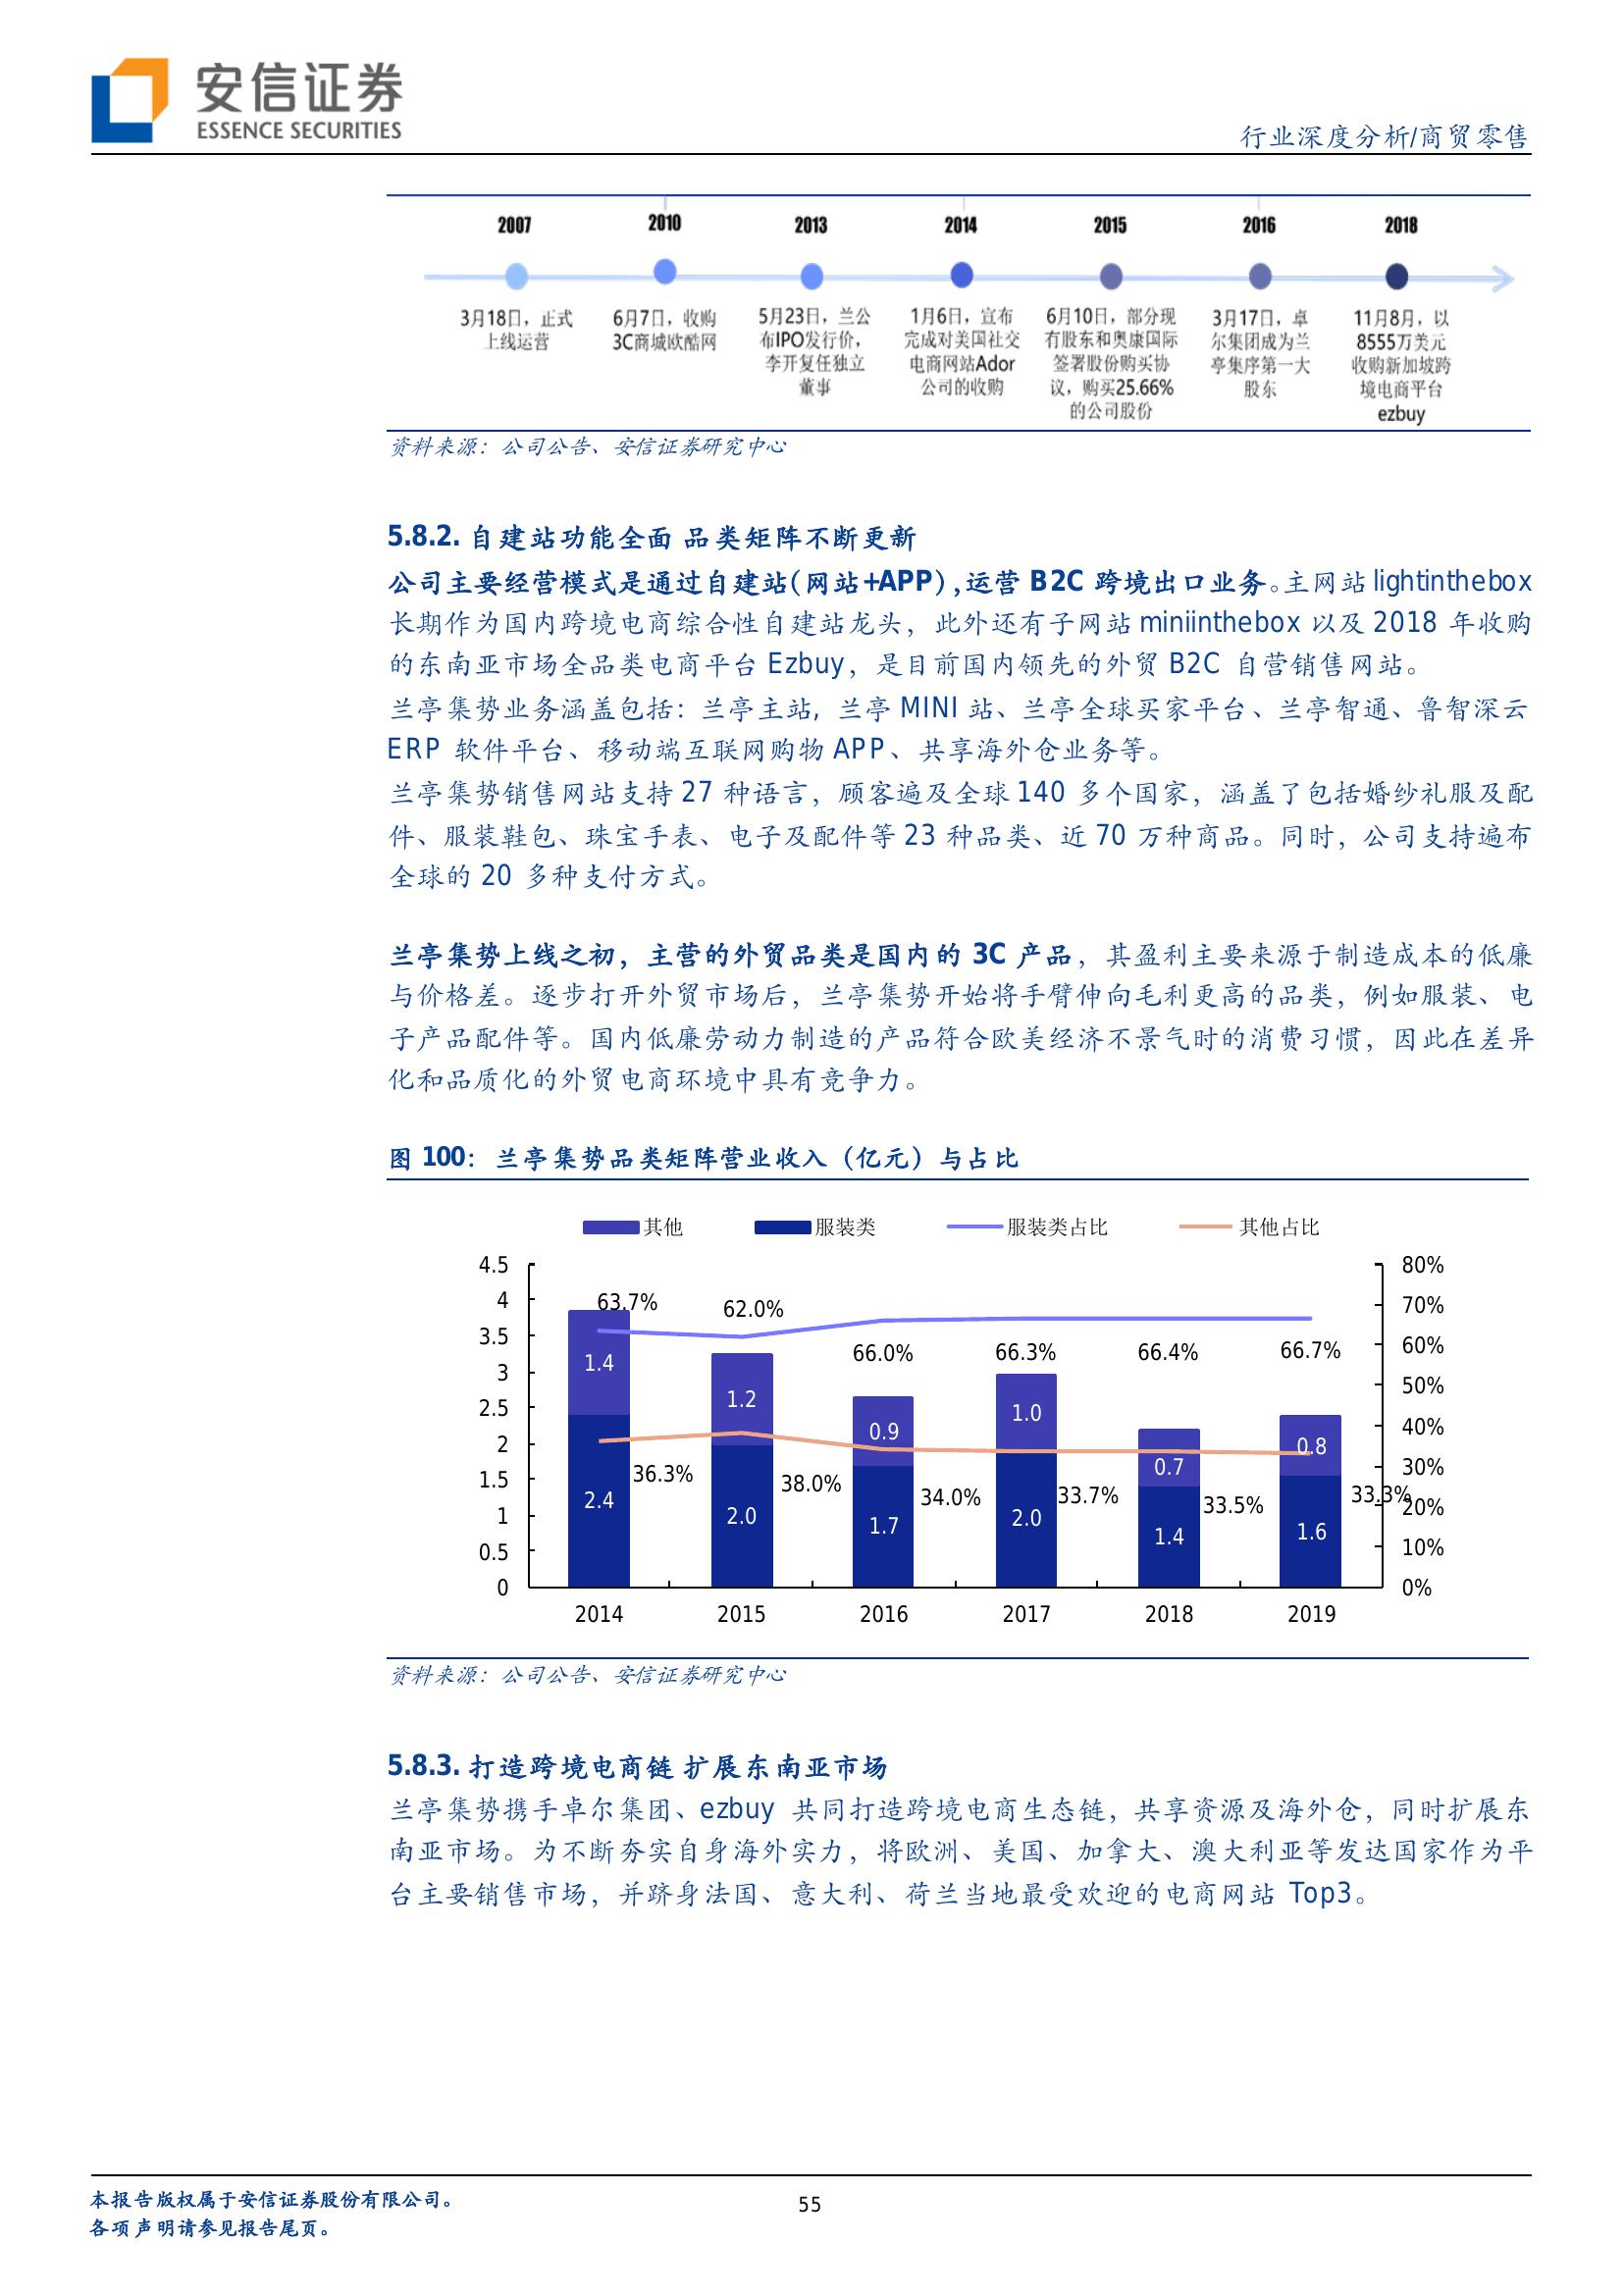 安信证券
ESSENCE SECURITIES
行业深度分析/商贸零售
2007
2010
2013
2014
2015
2016
2018
3月18日，正式
上线运营
6月7日，收购
3C商城欧酷网
5月23日，兰公
布IPO发行价，
李开复任独立
董事
1月6日，宣布
完成对美国社交
电商网站Ador
公司的收购
6月10日，部分现
有股东和奥康国际
签署股份购买协
议，购买25.66%
的公司股份
3月17日，卓
尔集团成为兰
亭集序第一大
股东
11月8月，以
8555万美元
收购新加坡跨
境电商平台
ezbuy
资料来源：公司公告、安信证券研究中心
5.8.2. 自建站功能全面 品类矩阵不断更新
公司主要经营模式是通过自建站（网站+APP），运营 B2C 跨境出口业务。主网站 lightinthebox
长期作为国内跨境电商综合性自建站龙头，此外还有子网站 miniinthebox 以及 2018 年收购
的东南亚市场全品类电商平台 Ezbuy，是目前国内领先的外贸 B2C 自营销售网站。
兰亭集势业务涵盖包括：兰亭主站，兰亭 MINI 站、兰亭全球买家平台、兰亭智通、鲁智深云
ERP 软件平台、移动端互联网购物 APP、共享海外仓业务等。
兰亭集势销售网站支持 27 种语言，顾客遍及全球 140 多个国家，涵盖了包括婚纱礼服及配
件、服装鞋包、珠宝手表、电子及配件等 23 种品类、近 70 万种商品。同时，公司支持遍布
全球的 20 多种支付方式。
兰亭集势上线之初，主营的外贸品类是国内的 3C 产品，其盈利主要来源于制造成本的低廉
与价格差。逐步打开外贸市场后，兰亭集势开始将手臂伸向毛利更高的品类，例如服装、电
子产品配件等。国内低廉劳动力制造的产品符合欧美经济不景气时的消费习惯，因此在差异
化和品质化的外贸电商环境中具有竞争力。
图 100：兰亭集势品类矩阵营业收入（亿元）与占比
其他
服装类
服装类占比
其他占比
4.5
4
3.5
3
2.5
2
1.5
1
0.5
0
80%
70%
60%
50%
40%
30%
20%
10%
0%
63.7%
62.0%
66.0%
66.3%
66.4%
66.7%
1.4
1.2
0.9
1.0
0.7
0.8
36.3%
38.0%
34.0%
33.7%
33.5%
33.3%
2.4
2.0
1.7
2.0
1.4
1.6
2014
2015
2016
2017
2018
2019
资料来源：公司公告、安信证券研究中心
5.8.3. 打造跨境电商链 扩展东南亚市场
兰亭集势携手卓尔集团、ezbuy 共同打造跨境电商生态链，共享资源及海外仓，同时扩展东
南亚市场。为不断夯实自身海外实力，将欧洲、美国、加拿大、澳大利亚等发达国家作为平
台主要销售市场，并跻身法国、意大利、荷兰当地最受欢迎的电商网站 Top3。
本报告版权属于安信证券股份有限公司。
各项声明请参见报告尾页。
55